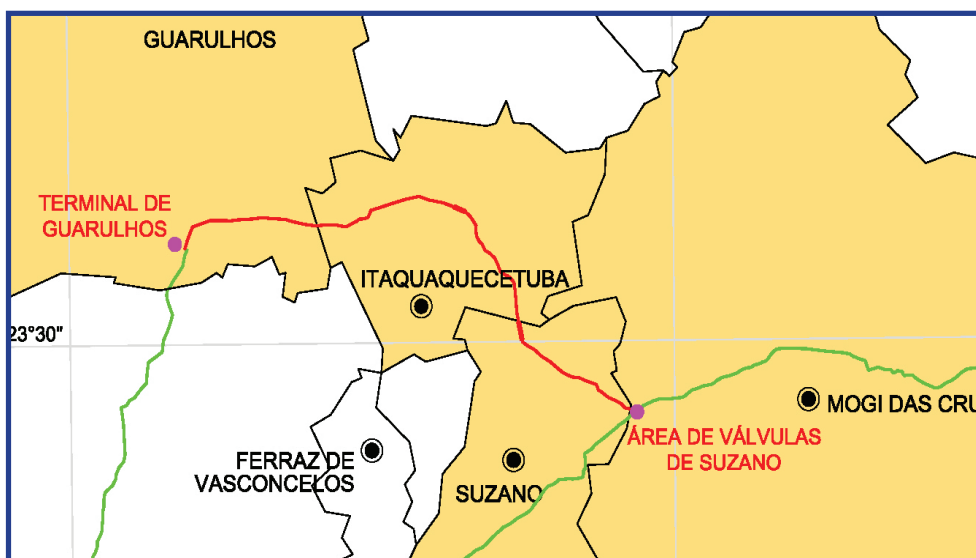 GUARULHOS
TERMINAL DE
GUARULHOS
ITAQUAQUECETUBA
23°30"
MOGI DAS CRU
ÁREA DE VÁLVULAS
DE SUZANO
FERRAZ DE
VASCONCELOS
SUZANO